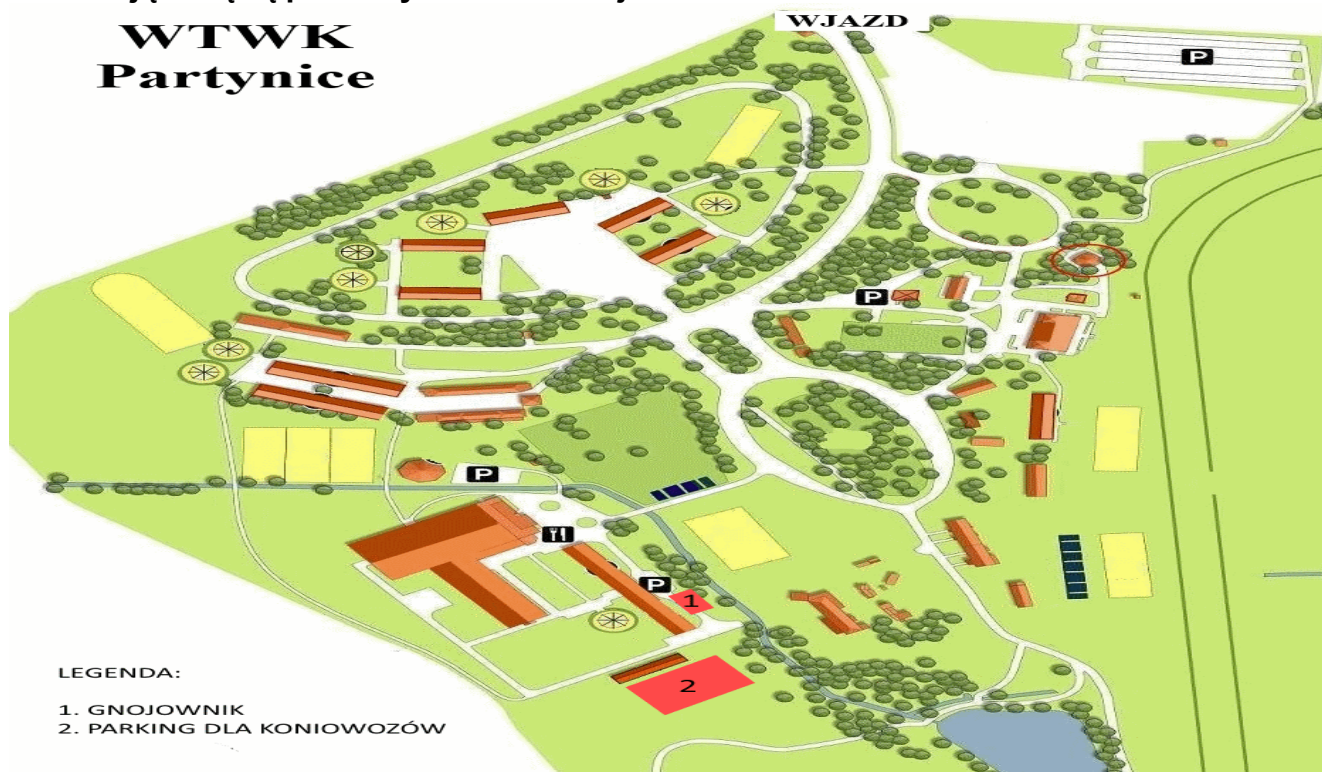 WJAZD
WTWK
Partynice
P
P
P
P
1
2
LEGENDA:
1. GNOJOWNIK
2. PARKING DLA KONIOWOZÓW